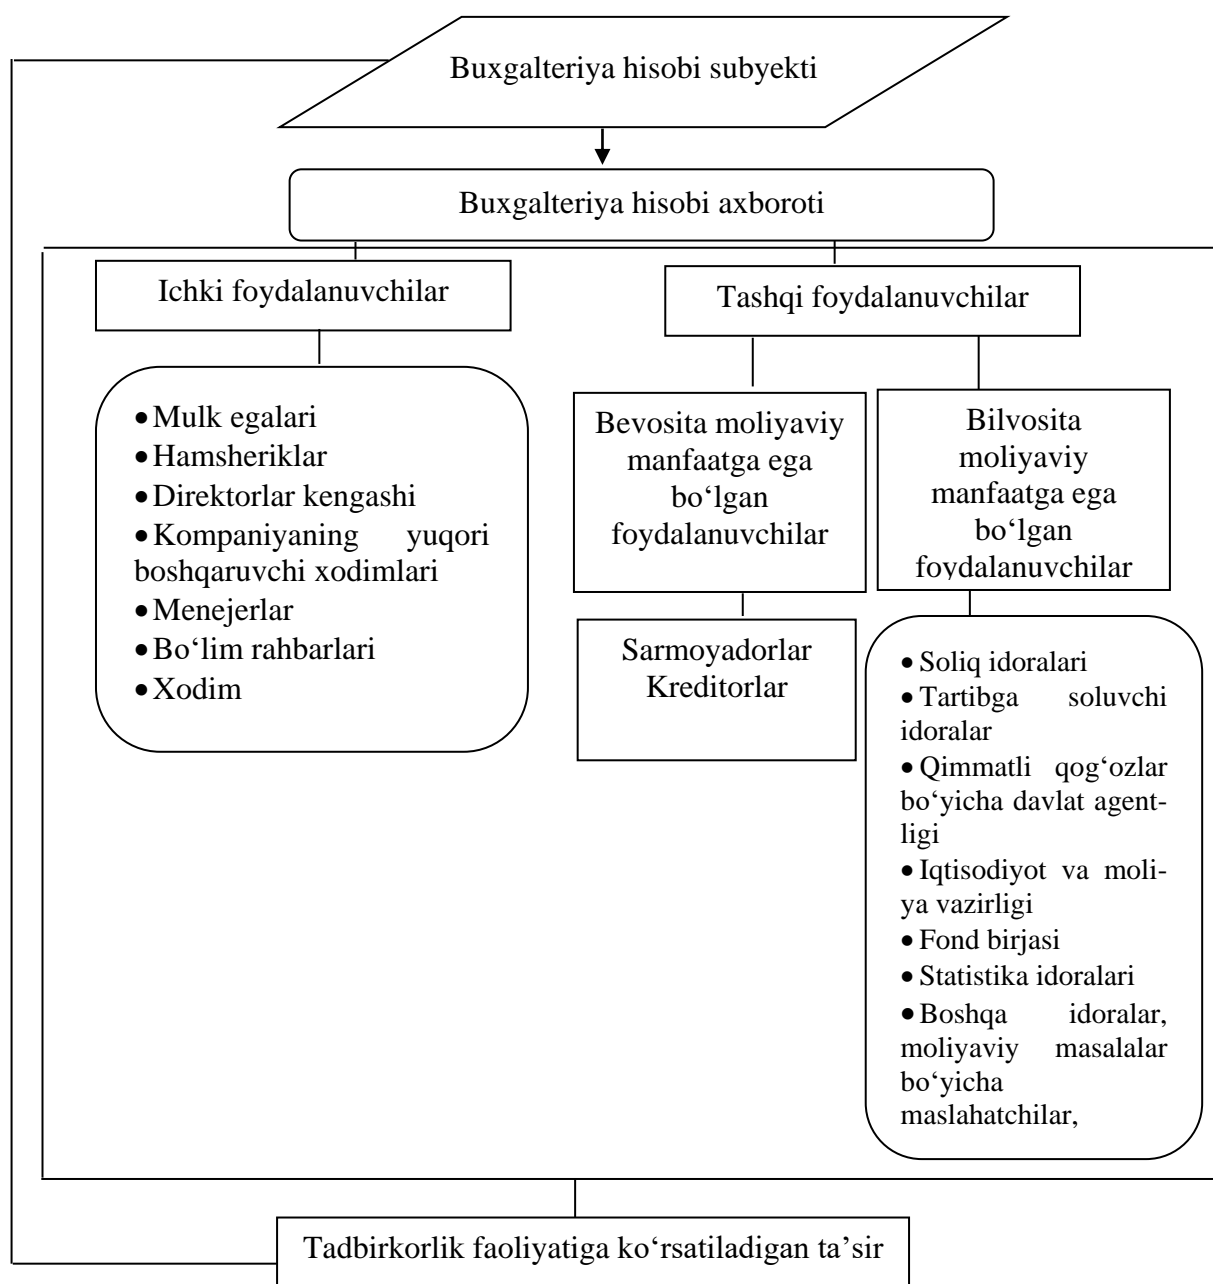 Buxgalteriya hisobi subyekti
Buxgalteriya hisobi axboroti
Ichki foydalanuvchilar
Tashqi foydalanuvchilar
• Mulk egalari
• Hamsheriklar
• Direktorlar kengashi
• Kompaniyaning yuqori
boshqaruvchi xodimlari
• Menejerlar
• Bo‘lim rahbarlari
• Xodim
Bevosita moliyaviy
manfaatga ega
bo‘lgan
foydalanuvchilar
Sarmoyadorlar
Kreditorlar
Bilvosita
moliyaviy
manfaatga ega
bo‘lgan
foydalanuvchilar
• Soliq idoralari
• Tartibga soluvchi
idoralar
• Qimmatli qog‘ozlar
bo‘yicha davlat agent-
ligi
• Iqtisodiyot va moli-
ya vazirligi
• Fond birjasi
• Statistika idoralari
• Boshqa idoralar,
moliyaviy masalalar
bo‘yicha
maslahatchilar,
Tadbirkorlik faoliyatiga ko‘rsatiladigan ta’sir